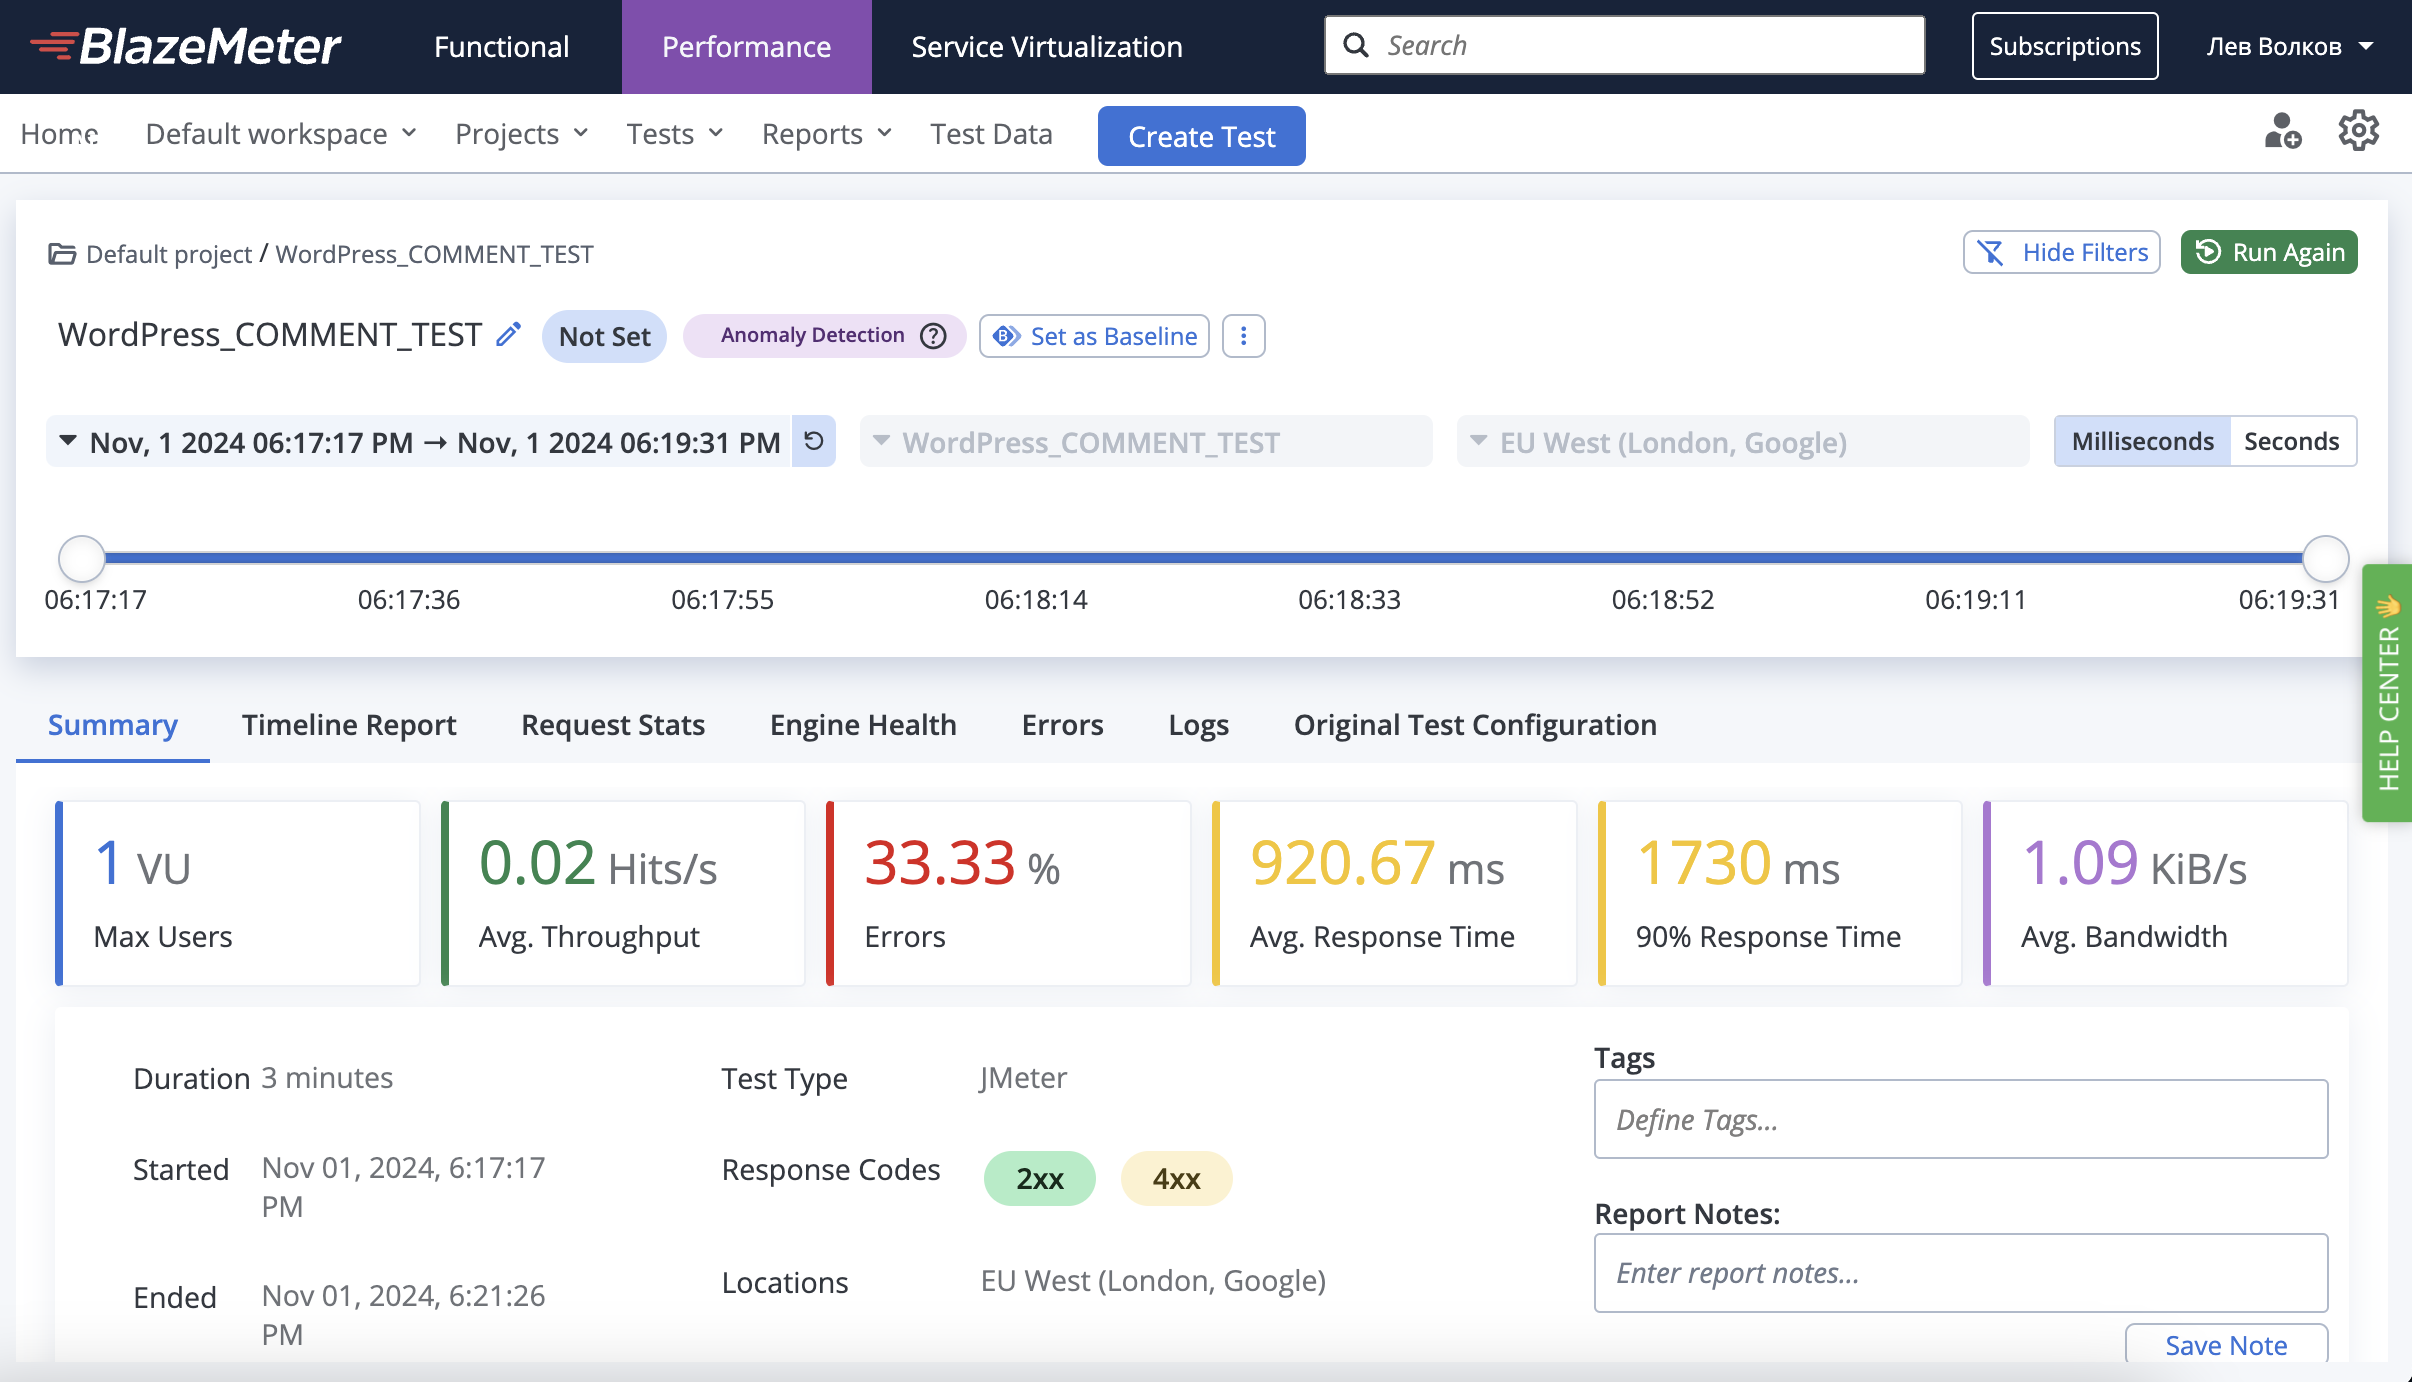 BlazeMeter Functional Performance Service Virtualization Search Subscriptions Лев Волков
Home Default workspace Projects Tests Reports Test Data Create Test
Default project / WordPress_COMMENT_TEST Hide Filters Run Again
WordPress_COMMENT_TEST Not Set Anomaly Detection ? B Set as Baseline
Nov, 1 2024 06:17:17 PM → Nov, 1 2024 06:19:31 PM WordPress_COMMENT_TEST EU West (London, Google) Milliseconds Seconds
06:17:17 06:17:36 06:17:55 06:18:14 06:18:33 06:18:52 06:19:11 06:19:31
HELP CENTER 👋
Summary Timeline Report Request Stats Engine Health Errors Logs Original Test Configuration
1 VU 0.02 Hits/s 33.33 % 920.67 ms 1730 ms 1.09 KiB/s
Max Users Avg. Throughput Errors Avg. Response Time 90% Response Time Avg. Bandwidth
Duration 3 minutes
Started Nov 01, 2024, 6:17:17
PM
Ended Nov 01, 2024, 6:21:26
PM
Test Type JMeter
Response Codes 2xx 4xx
Locations EU West (London, Google)
Tags
Define Tags...
Report Notes:
Enter report notes...
Save Note